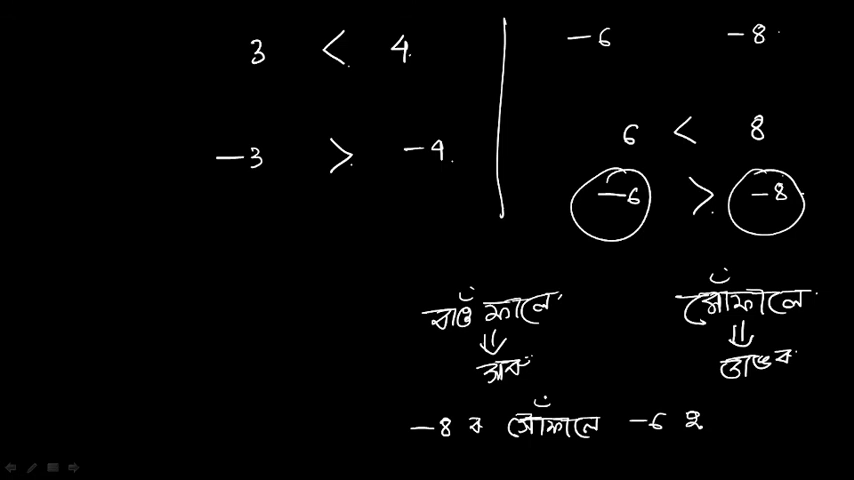 3 < 4
-3 > -4
-6 -8
6 < 8
-6 > -8
বাওঁ ফালে সোঁফালে
⇓ ⇓
সৰু ডাঙৰ
-8 ৰ সোঁফালে -6